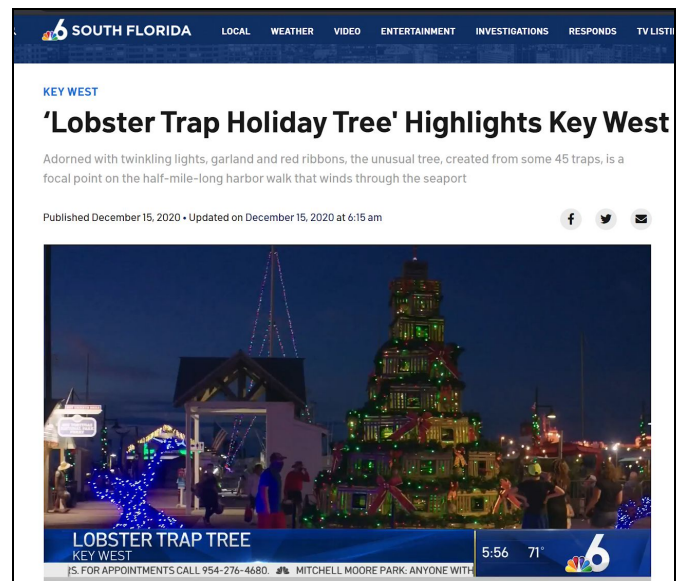 6 SOUTH FLORIDA LOCAL WEATHER VIDEO ENTERTAINMENT INVESTIGATIONS RESPONDS TV LISTI
KEY WEST
‘Lobster Trap Holiday Tree' Highlights Key West
Adorned with twinkling lights, garland and red ribbons, the unusual tree, created from some 45 traps, is a
focal point on the half-mile-long harbor walk that winds through the seaport
Published December 15, 2020 • Updated on December 15, 2020 at 6:15 am
LOBSTER TRAP TREE
KEY WEST
5:56 71° 6
S. FOR APPOINTMENTS CALL 954-276-4680. MITCHELL MOORE PARK: ANYONE WITH